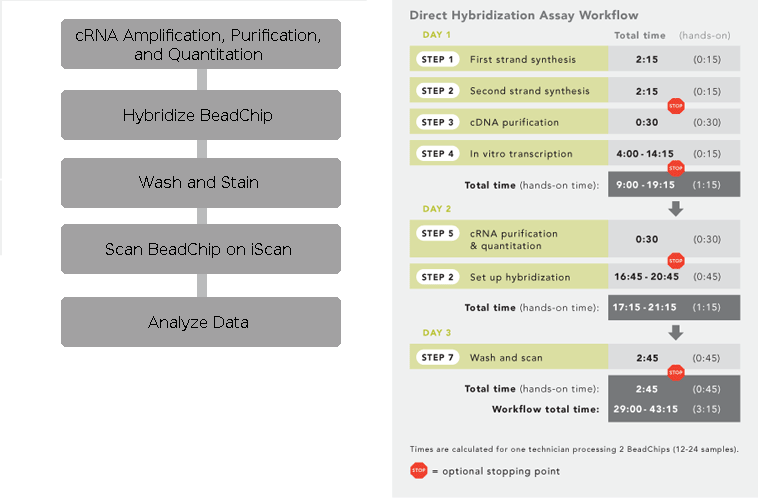 cRNA Amplification, Purification,
and Quantitation
Hybridize BeadChip
Wash and Stain
Scan BeadChip on iScan
Analyze Data
Direct Hybridization Assay Workflow
DAY 1 Total time (hands-on)
STEP 1 First strand synthesis 2:15 (0:15)
STEP 2 Second strand synthesis 2:15 (0:15)
STOP
STEP 3 cDNA purification 0:30 (0:30)
STEP 4 In vitro transcription 4:00 - 14:15 (0:15)
STOP
Total time (hands-on time): 9:00 - 19:15 (1:15)
DAY 2
STEP 5 cRNA purification
& quantitation 0:30 (0:30)
STOP
STEP 2 Set up hybridization 16:45 - 20:45 (0:45)
Total time (hands-on time): 17:15 - 21:15 (1:15)
DAY 3
STEP 7 Wash and scan 2:45 (0:45)
STOP
Total time (hands-on time): 2:45 (0:45)
Workflow total time: 29:00 - 43:15 (3:15)
Times are calculated for one technician processing 2 BeadChips (12-24 samples).
STOP = optional stopping point